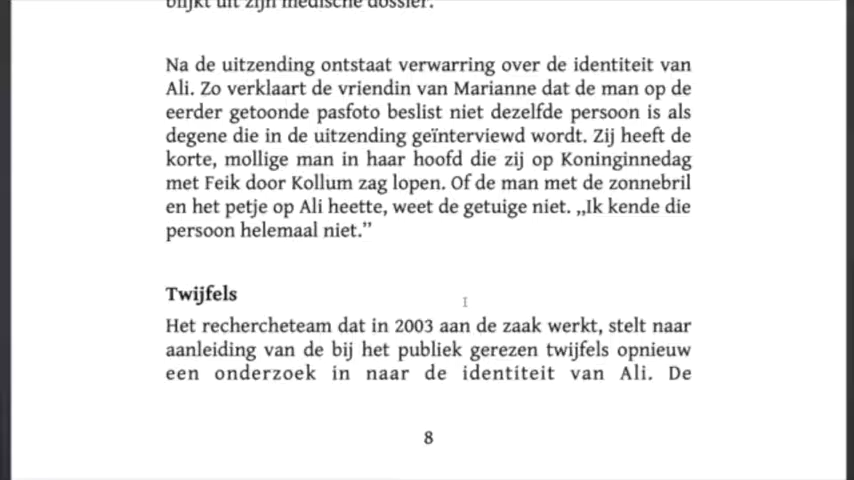 blijkt uit zijn medische dossier.
Na de uitzending ontstaat verwarring over de identiteit van
Ali. Zo verklaart de vriendin van Marianne dat de man op de
eerder getoonde pasfoto beslist niet dezelfde persoon is als
degene die in de uitzending geïnterviewd wordt. Zij heeft de
korte, mollige man in haar hoofd die zij op Koninginnedag
met Feik door Kollum zag lopen. Of de man met de zonnebril
en het petje op Ali heette, weet de getuige niet. „Ik kende die
persoon helemaal niet.”
Twijfels
Het rechercheteam dat in 2003 aan de zaak werkt, stelt naar
aanleiding van de bij het publiek gerezen twijfels opnieuw
een onderzoek in naar de identiteit van Ali. De
8